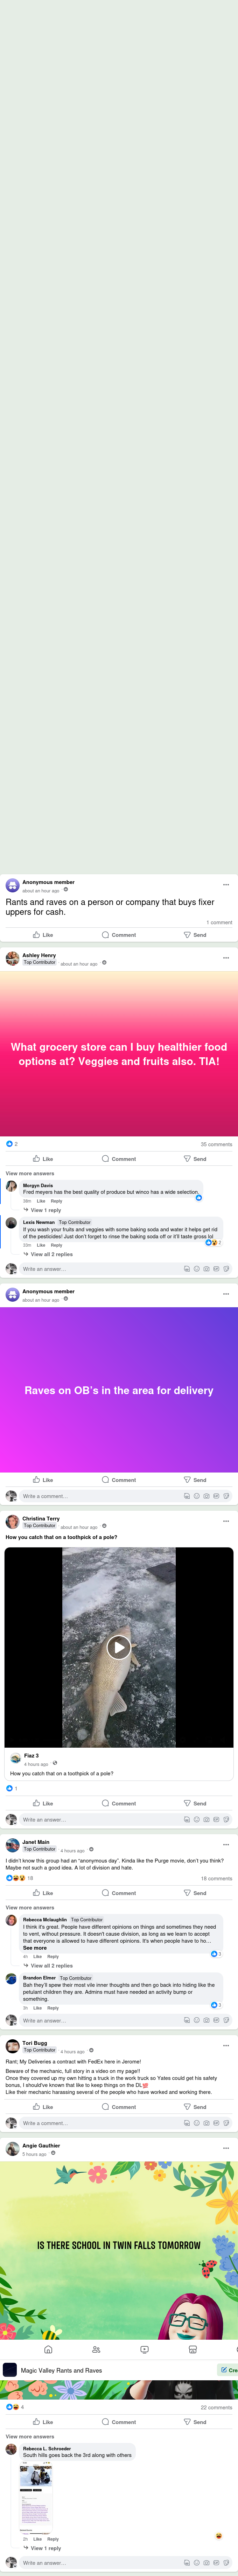 Anonymous member
about an hour ago
Rants and raves on a person or company that buys fixer
uppers for cash.
1 comment
Like Comment Send
Ashley Henry
Top Contributor about an hour ago
What grocery store can I buy healthier food
options at? Veggies and fruits also. TIA!
2 35 comments
Like Comment Send
View more answers
Morgyn Davis
Fred meyers has the best quality of produce but winco has a wide selection
38m Like Reply
View 1 reply
Lexis Newman Top Contributor
If you wash your fruits and veggies with some baking soda and water it helps get rid
of the pesticides! Just don't forget to rinse the baking soda off or it'll taste gross lol
2
33m Like Reply
View all 2 replies
Write an answer...
Anonymous member
about an hour ago
Raves on OB's in the area for delivery
Like Comment Send
Write a comment...
Christina Terry
Top Contributor about an hour ago
How you catch that on a toothpick of a pole?
Fiaz 3
4 hours ago
How you catch that on a toothpick of a pole?
1
Like Comment Send
Write an answer...
Janet Main
Top Contributor 4 hours ago
I didn't know this group had an "anonymous day". Kinda like the Purge movie, don't you think?
Maybe not such a good idea. A lot of division and hate.
18 18 comments
Like Comment Send
View more answers
Rebecca Mclaughlin Top Contributor
I think it's great. People have different opinions on things and sometimes they need
to vent, without pressure. It doesn't cause division, as long as we learn to accept
that everyone is allowed to have different views. It's when people have to ho…
See more
3
4h Like Reply
View all 2 replies
Brandon Elmer Top Contributor
Bah they'll spew their most vile inner thoughts and then go back into hiding like the
petulant children they are. Admins must have needed an activity bump or
something.
3
3h Like Reply
Write an answer...
Tori Bugg
Top Contributor 4 hours ago
Rant: My Deliveries a contract with FedEx here in Jerome!
Beware of the mechanic, full story in a video on my page!!
Once they covered up my own hitting a truck in the work truck so Yates could get his safety
bonus, I should've known that like to keep things on the DL💯
Like their mechanic harassing several of the people who have worked and working there.
Like Comment Send
Write a comment...
Angie Gauthier
5 hours ago
IS THERE SCHOOL IN TWIN FALLS TOMORROW
Magic Valley Rants and Raves
Cre
4 22 comments
Like Comment Send
View more answers
Rebecca L. Schroeder
South hills goes back the 3rd along with others
2h Like Reply
View 1 reply
Write an answer...